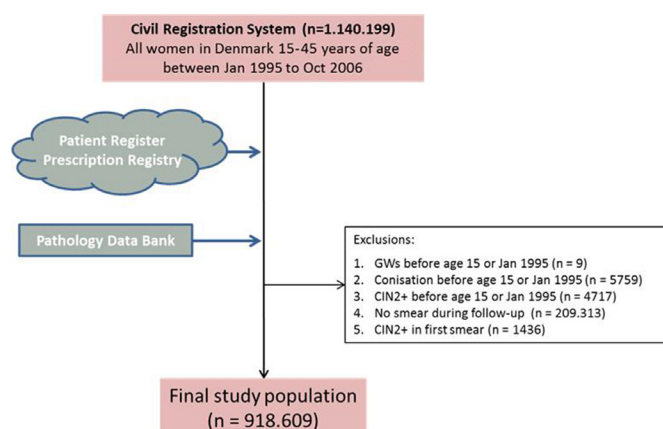 Civil Registration System (n=1.140.199)
All women in Denmark 15-45 years of age
between Jan 1995 to Oct 2006
Patient Register
Prescription Registry
Pathology Data Bank
Exclusions:
1. GWs before age 15 or Jan 1995 (n = 9)
2. Conisation before age 15 or Jan 1995 (n = 5759)
3. CIN2+ before age 15 or Jan 1995 (n = 4717)
4. No smear during follow-up (n = 209.313)
5. CIN2+ in first smear (n = 1436)
Final study population
(n = 918.609)